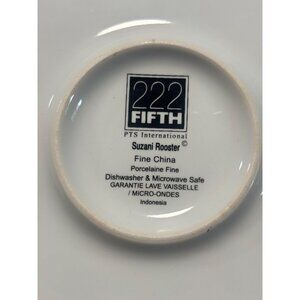 222
FIFTH
PTS International
Suzani Rooster©
Fine China
Porcelaine Fine
Dishwasher & Microwave Safe
GARANTIE LAVE VAISSELLE
/ MICRO-ONDES
Indonesia